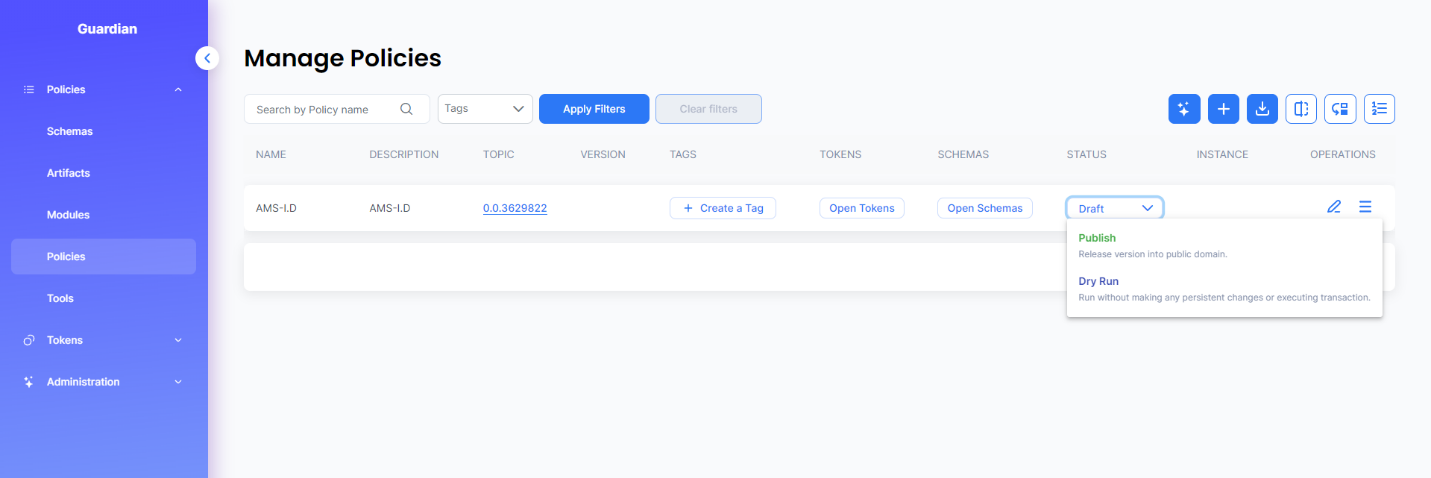 Guardian
Policies
Schemas
Artifacts
Modules
Policies
Tools
Tokens
Administration
Manage Policies
Search by Policy name
Tags
Apply Filters
Clear filters
NAME DESCRIPTION TOPIC VERSION TAGS TOKENS SCHEMAS STATUS INSTANCE OPERATIONS
AMS-I.D AMS-I.D 0.0.3629822 + Create a Tag Open Tokens Open Schemas Draft
Publish
Release version into public domain.
Dry Run
Run without making any persistent changes or executing transaction.